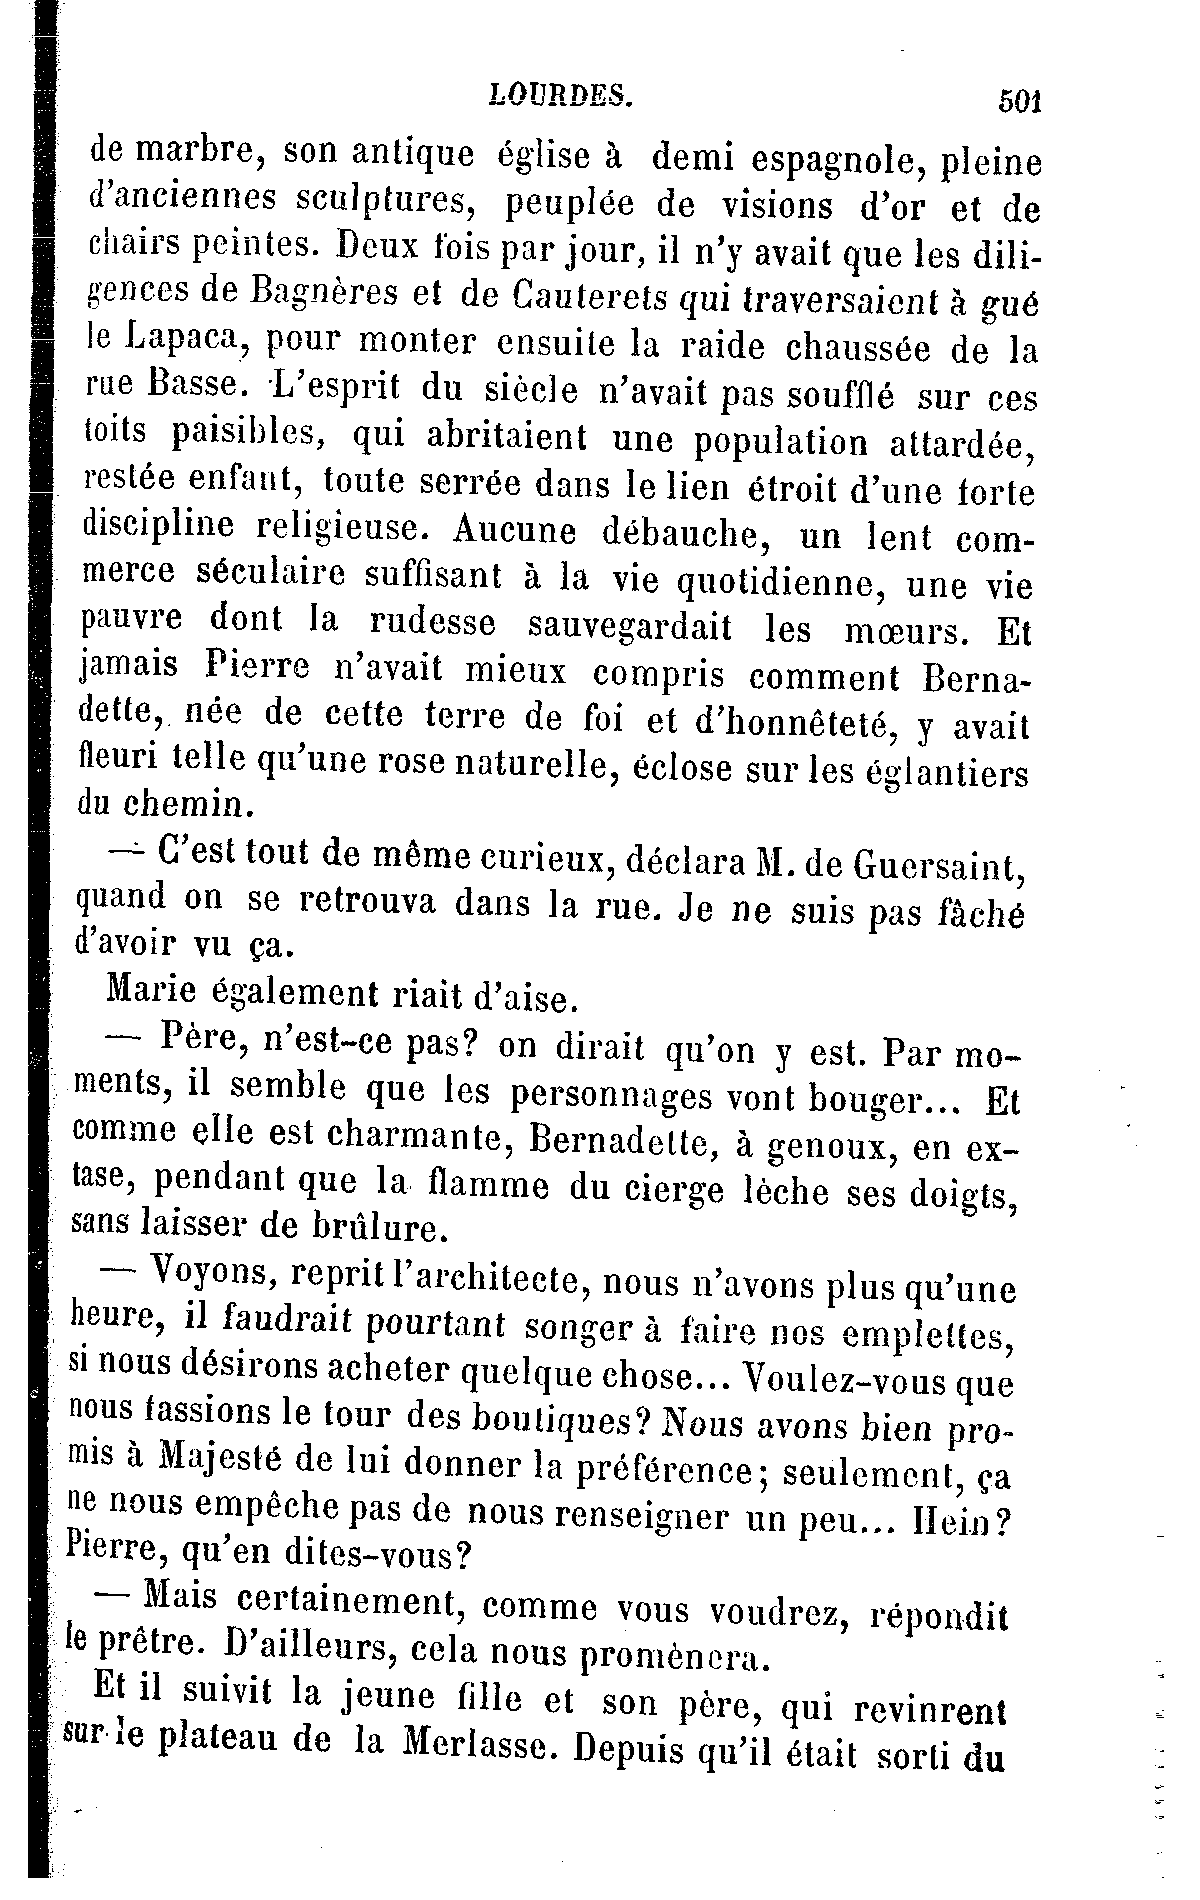 LOURDES. 501
de marbre, son antique église à demi espagnole, pleine
d'anciennes sculptures, peuplée de visions d'or et de
chairs peintes. Deux fois par jour, il n'y avait que les dili-
gences de Bagnères et de Cauterets qui traversaient à gué
le Lapaca, pour monter ensuite la raide chaussée de la
rue Basse. L'esprit du siècle n'avait pas soufflé sur ces
toits paisibles, qui abritaient une population attardée,
restée enfant, toute serrée dans le lien étroit d'une forte
discipline religieuse. Aucune débauche, un lent com-
merce séculaire suffisant à la vie quotidienne, une vie
pauvre dont la rudesse sauvegardait les mœurs. Et
jamais Pierre n'avait mieux compris comment Berna-
dette, née de cette terre de foi et d'honnêteté, y avait
fleuri telle qu'une rose naturelle, éclose sur les églantiers
du chemin.
— C'est tout de même curieux, déclara M. de Guersaint,
quand on se retrouva dans la rue. Je ne suis pas fâché
d'avoir vu ça.
Marie également riait d'aise.
— Père, n'est-ce pas? on dirait qu'on y est. Par mo-
ments, il semble que les personnages vont bouger... Et
comme elle est charmante, Bernadette, à genoux, en ex-
tase, pendant que la flamme du cierge lèche ses doigts,
sans laisser de brûlure.
— Voyons, reprit l'architecte, nous n'avons plus qu'une
heure, il faudrait pourtant songer à faire nos emplettes,
si nous désirons acheter quelque chose... Voulez-vous que
nous fassions le tour des boutiques? Nous avons bien pro-
mis à Majesté de lui donner la préférence; seulement, ça
ne nous empêche pas de nous renseigner un peu... Hein?
Pierre, qu'en dites-vous?
— Mais certainement, comme vous voudrez, répondit
le prêtre. D'ailleurs, cela nous promènera.
Et il suivit la jeune fille et son père, qui revinrent
sur le plateau de la Merlasse. Depuis qu'il était sorti du